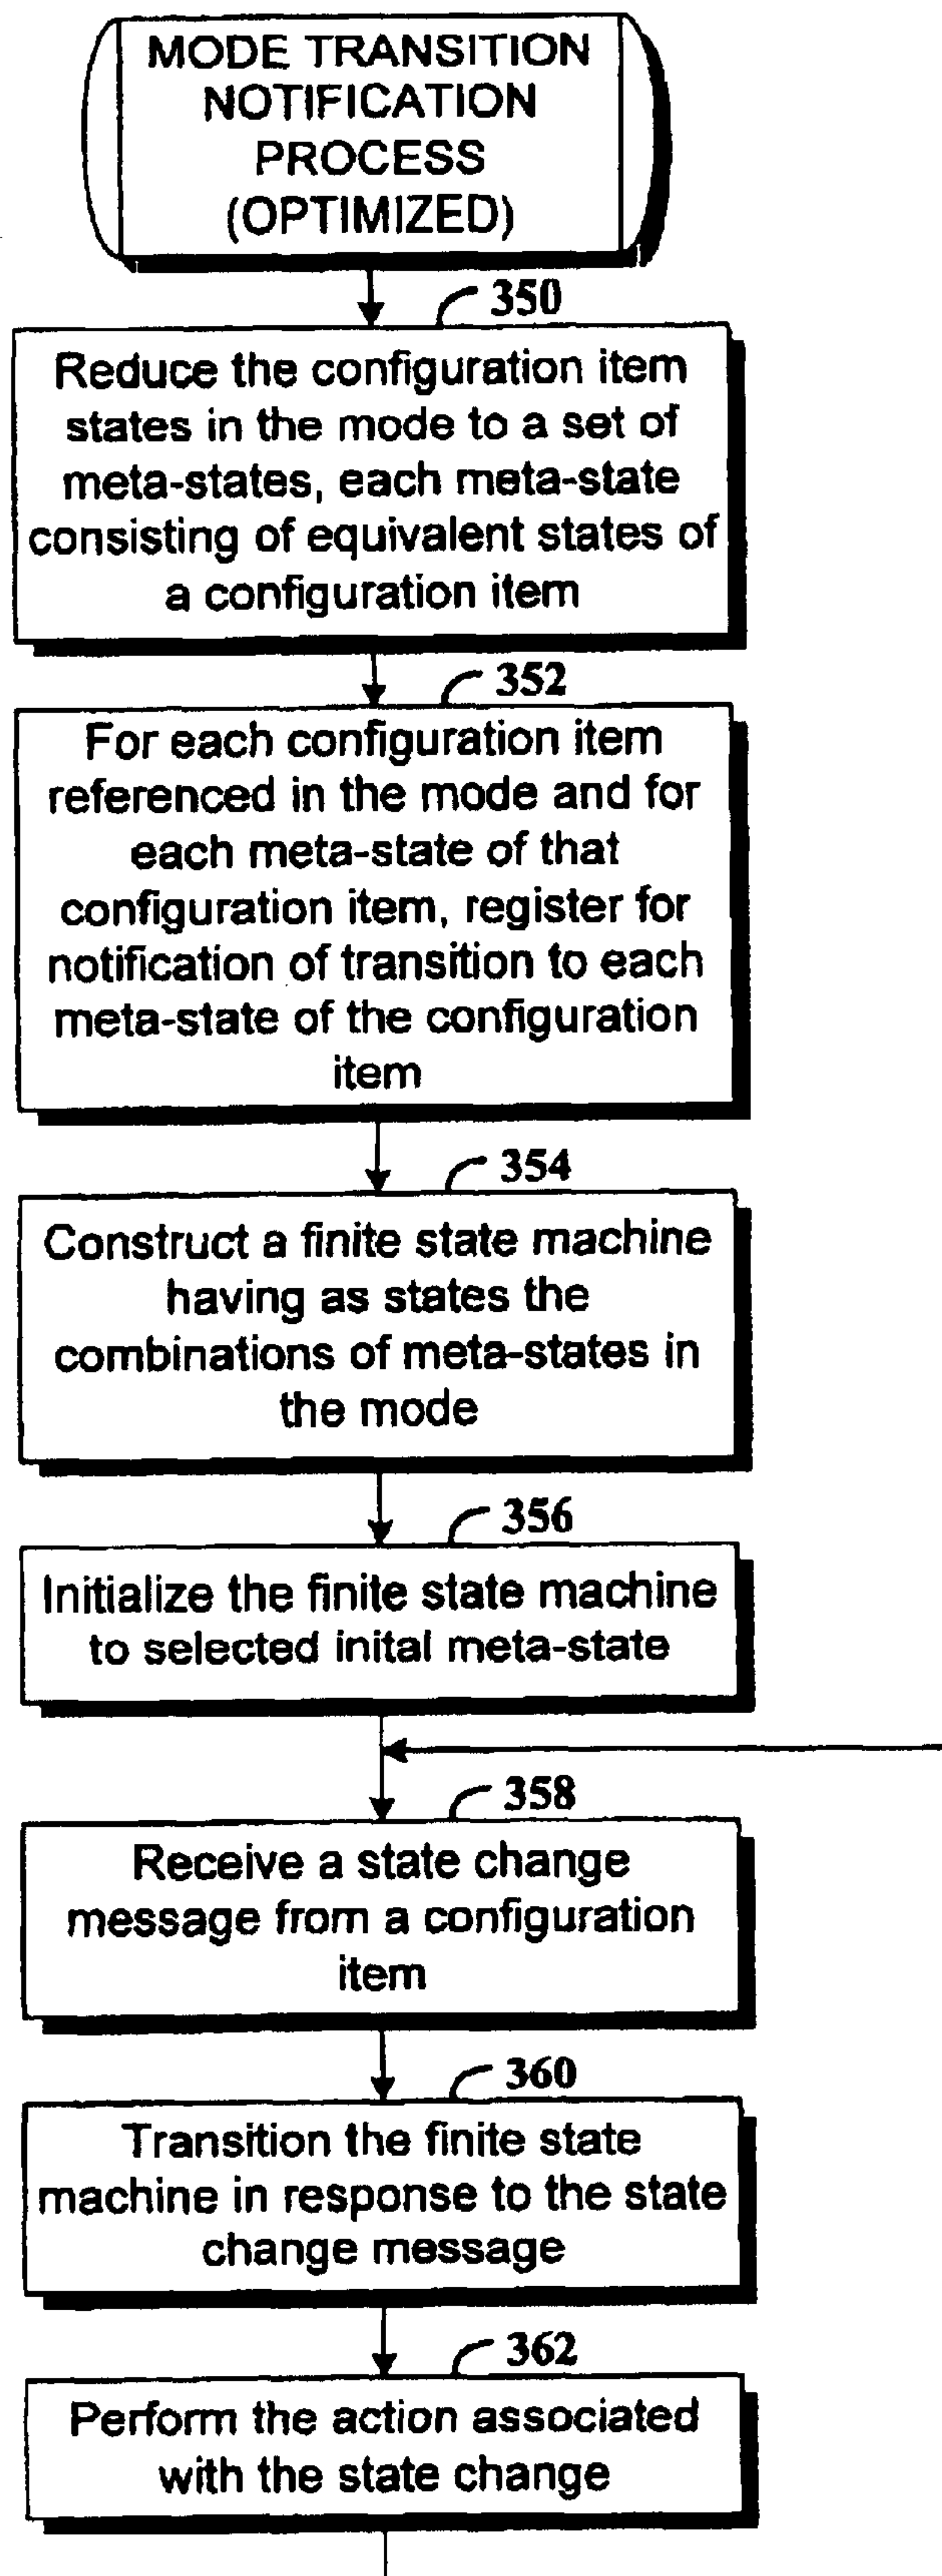 MODE TRANSITION
NOTIFICATION
PROCESS
(OPTIMIZED)
350
Reduce the configuration item
states in the mode to a set of
meta-states, each meta-state
consisting of equivalent states of
a configuration item
352
For each configuration item
referenced in the mode and for
each meta-state of that
configuration item, register for
notification of transition to each
meta-state of the configuration
item
354
Construct a finite state machine
having as states the
combinations of meta-states in
the mode
356
Initialize the finite state machine
to selected inital meta-state
358
Receive a state change
message from a configuration
item
360
Transition the finite state
machine in response to the state
change message
362
Perform the action associated
with the state change